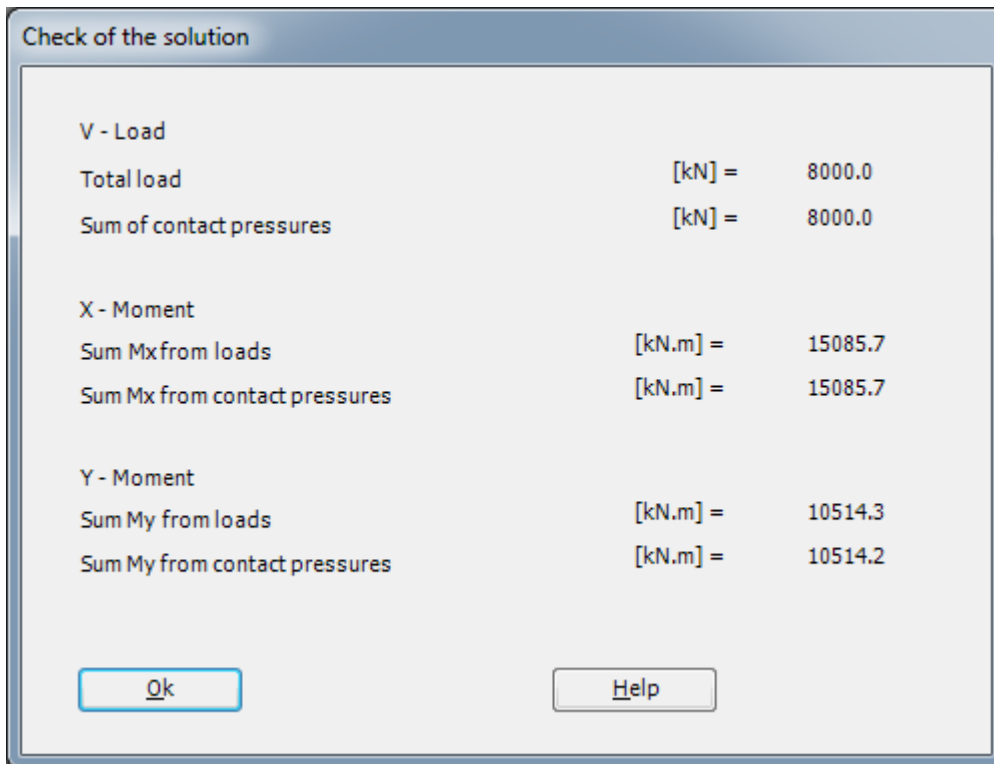 Check of the solution
V - Load
Total load [kN] = 8000.0
Sum of contact pressures [kN] = 8000.0
X - Moment
Sum Mx from loads [kN.m] = 15085.7
Sum Mx from contact pressures [kN.m] = 15085.7
Y - Moment
Sum My from loads [kN.m] = 10514.3
Sum My from contact pressures [kN.m] = 10514.2
Ok Help